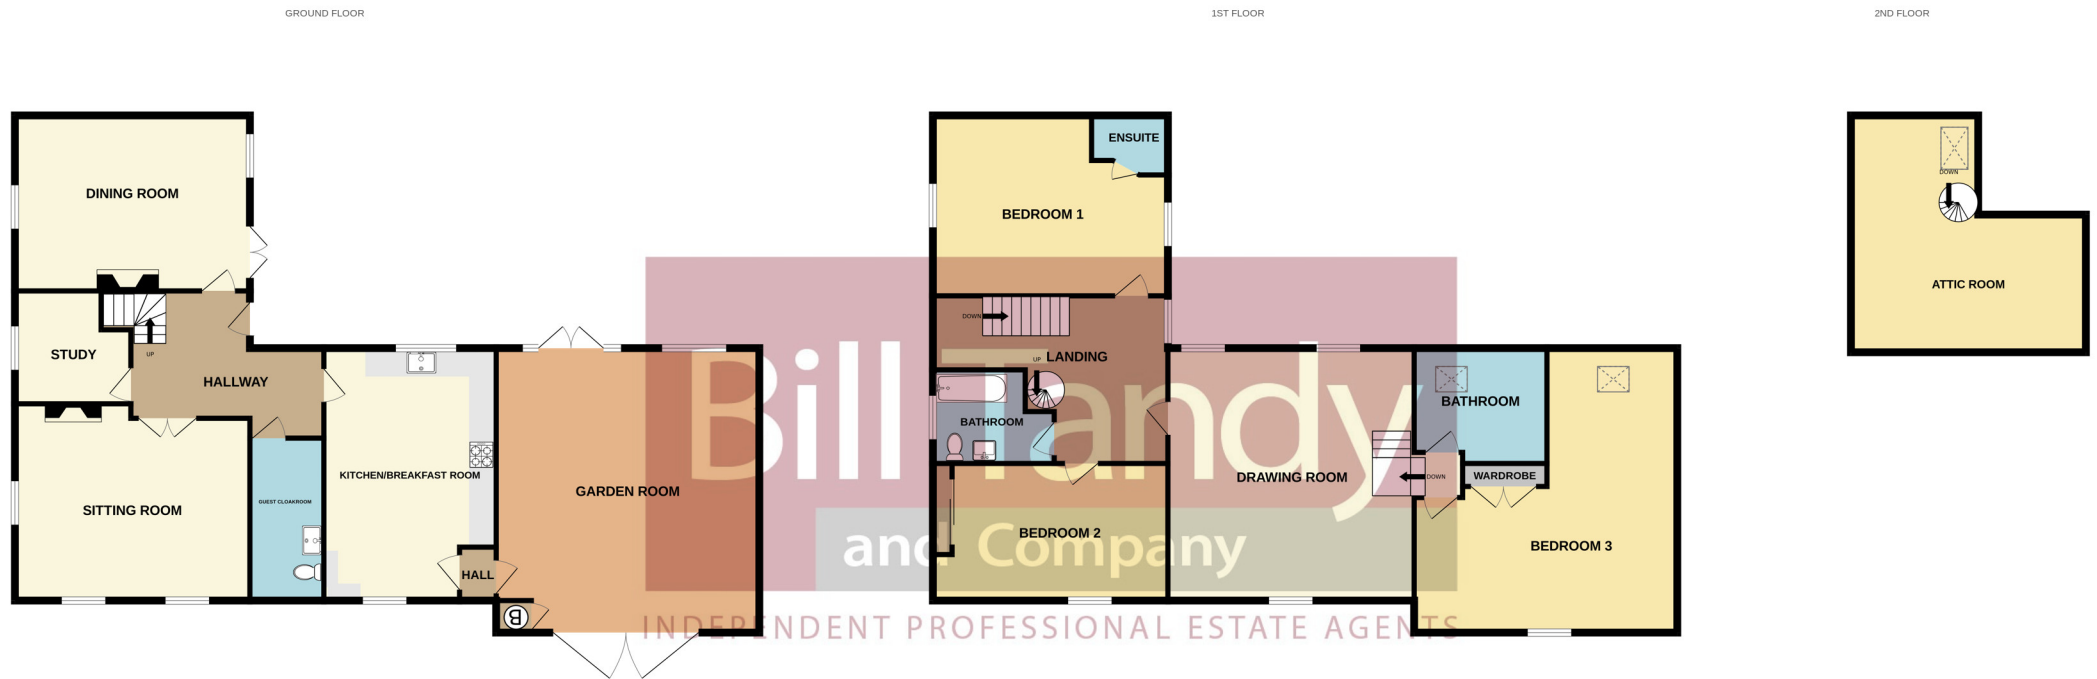 GROUND FLOOR
1ST FLOOR
2ND FLOOR
DINING ROOM
STUDY
UP
HALLWAY
SITTING ROOM
GUEST CLOAKROOM
KITCHEN/BREAKFAST ROOM
HALL
B
GARDEN ROOM
ENSUITE
BEDROOM 1
DOWN
UP
LANDING
BATHROOM
BEDROOM 2
DRAWING ROOM
DOWN
BATHROOM
WARDROBE
BEDROOM 3
DOWN
ATTIC ROOM
Bill Tandy
and Company
INDEPENDENT PROFESSIONAL ESTATE AGENTS